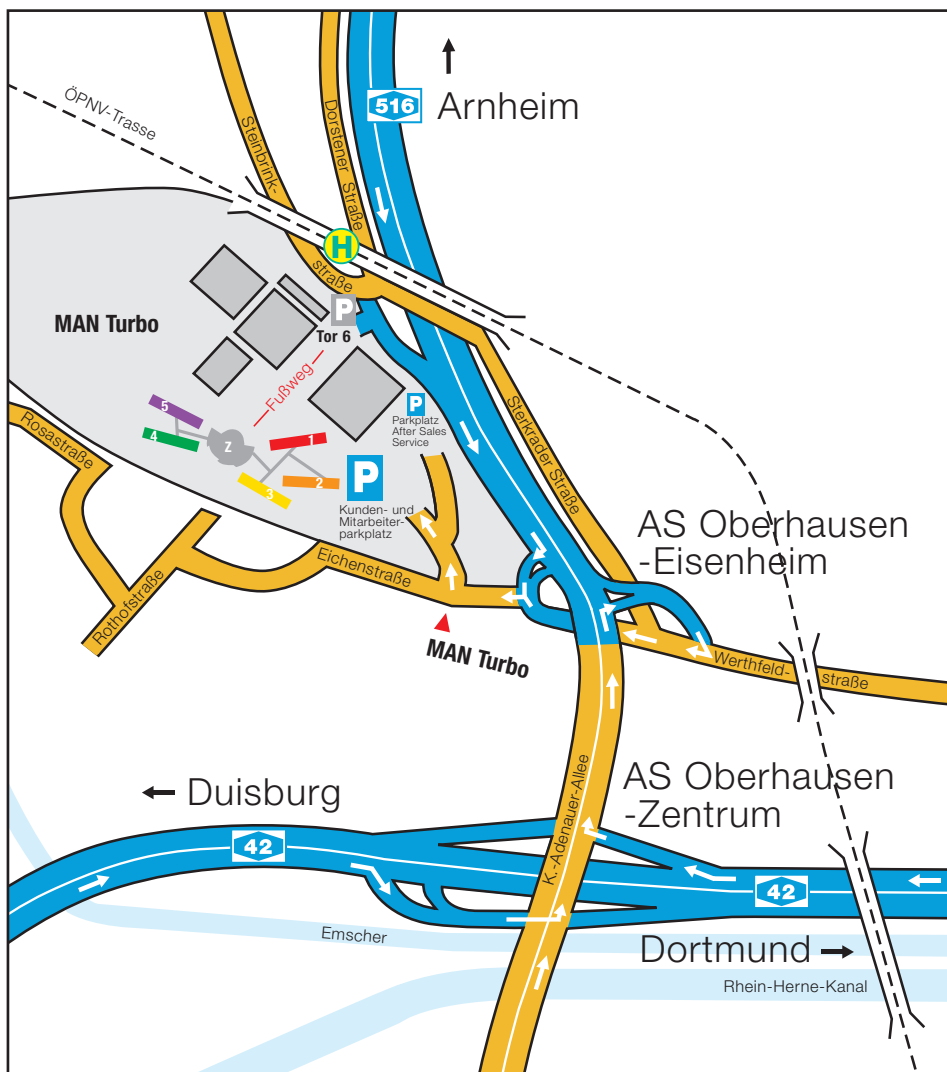 516
Arnheim
ÖPNV-Trasse
Steinbrink-
straße
Dorstener Straße
H
MAN Turbo
P
Tor 6
Fußweg
P
Parkplatz
After Sales
Service
Sterkrader Straße
5
4
Z
1
3
2
P
Kunden- und
Mitarbeiter-
parkplatz
Rosastraße
Rothofstraße
Eichenstraße
AS Oberhausen
-Eisenheim
MAN Turbo
Werthfeld-
straße
AS Oberhausen
-Zentrum
K.-Adenauer-Allee
Duisburg
42
42
Emscher
Dortmund
Rhein-Herne-Kanal